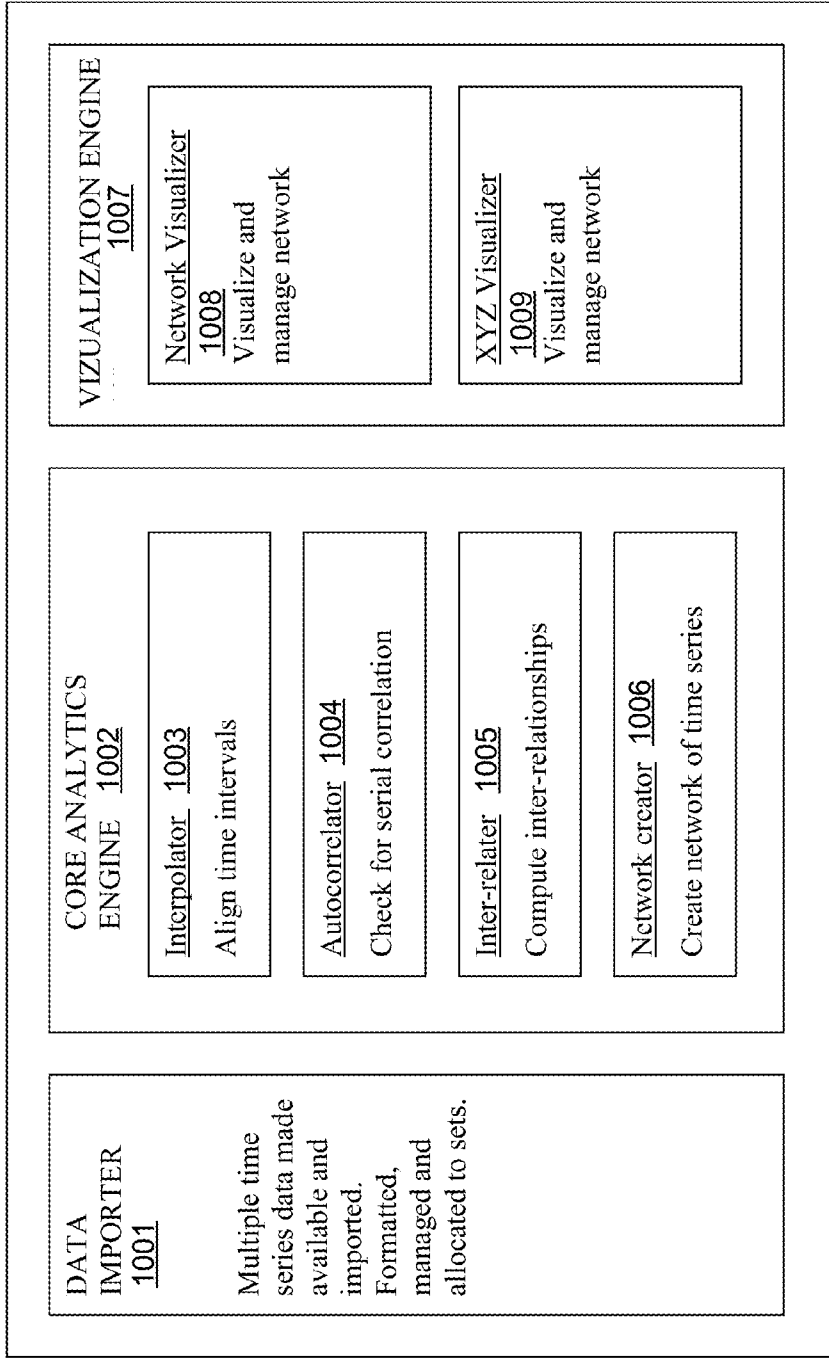 DATA
IMPORTER
1001
Multiple time
series data made
available and
imported.
Formatted,
managed and
allocated to sets.
CORE ANALYTICS
ENGINE 1002
Interpolator 1003
Align time intervals
Autocorrelator 1004
Check for serial correlation
Inter-relater 1005
Compute inter-relationships
Network creator 1006
Create network of time series
VIZUALIZATION ENGINE
1007
Network Visualizer
1008
Visualize and
manage network
XYZ Visualizer
1009
Visualize and
manage network